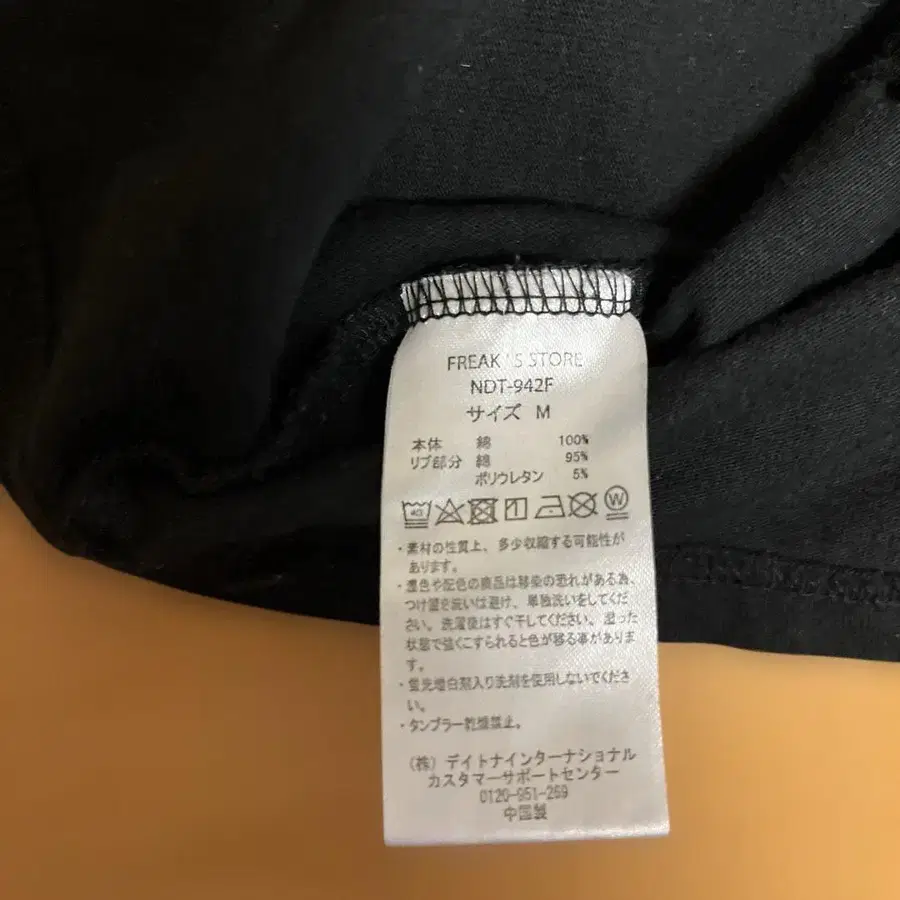 FREAK'S STORE
NDT-942F
サイズ M
本体 綿 100%
リブ部分 綿 95%
ポリウレタン 5%
40 1 W
・素材の性質上、多少収縮する可能性が
あります。
・濃色や配色の商品は移染の恐れがある為、
つけ置き洗いは避け、単独洗いをしてくだ
さい。洗濯後はすぐ干してください。湿った
状態で強くこすられると色が移る事がありま
す。
・蛍光増白剤入り洗剤を使用しないでくださ
い。
・タンブラー乾燥禁止。
(株)デイトナインターナショナル
カスタマーサポートセンター
0120-951-269
中国製